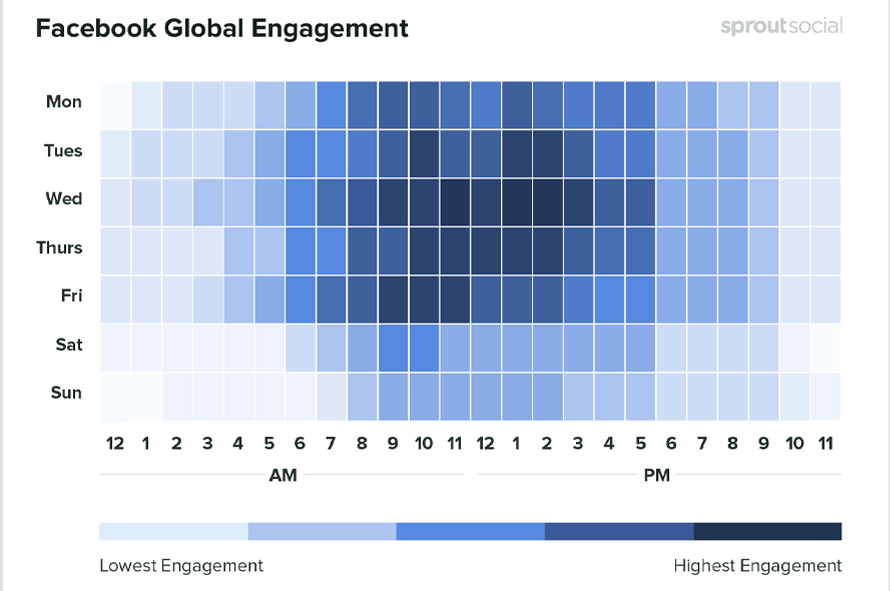 Facebook Global Engagement
sproutsocial
Mon
Tues
Wed
Thurs
Fri
Sat
Sun
12 1 2 3 4 5 6 7 8 9 10 11 12 1 2 3 4 5 6 7 8 9 10 11
AM PM
Lowest Engagement Highest Engagement